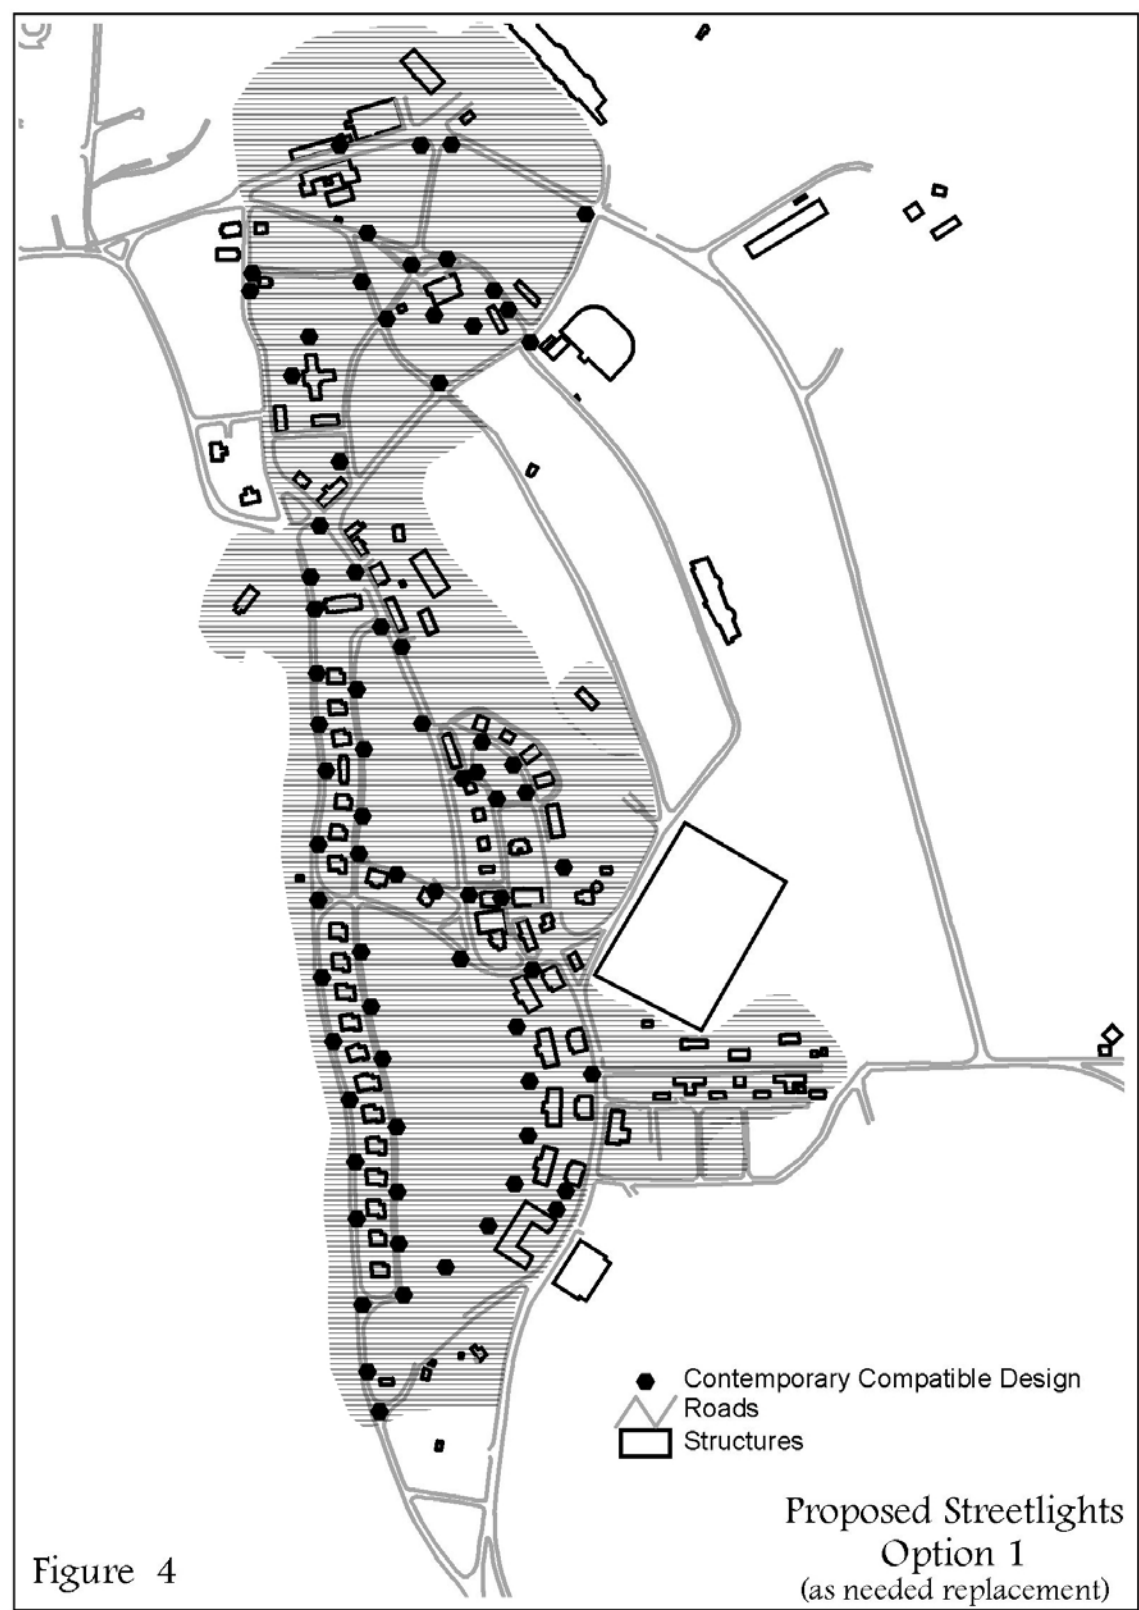 Contemporary Compatible Design
Roads
Structures
Proposed Streetlights
Option 1
(as needed replacement)
Figure 4